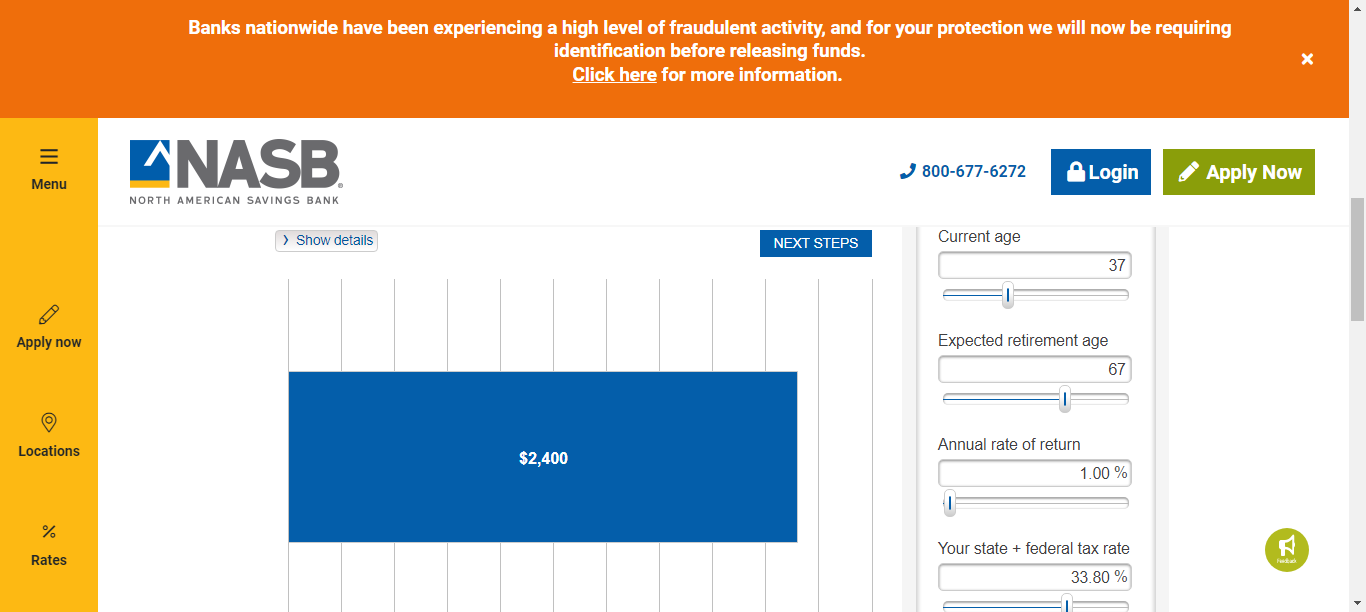 Banks nationwide have been experiencing a high level of fraudulent activity, and for your protection we will now be requiring
identification before releasing funds.
Click here for more information.
Menu
NASB
NORTH AMERICAN SAVINGS BANK
800-677-6272
Login
Apply Now
Show details
NEXT STEPS
$2,400
Current age
37
Expected retirement age
67
Annual rate of return
1.00 %
Your state + federal tax rate
33.80 %
Apply now
Locations
Rates
Feedback